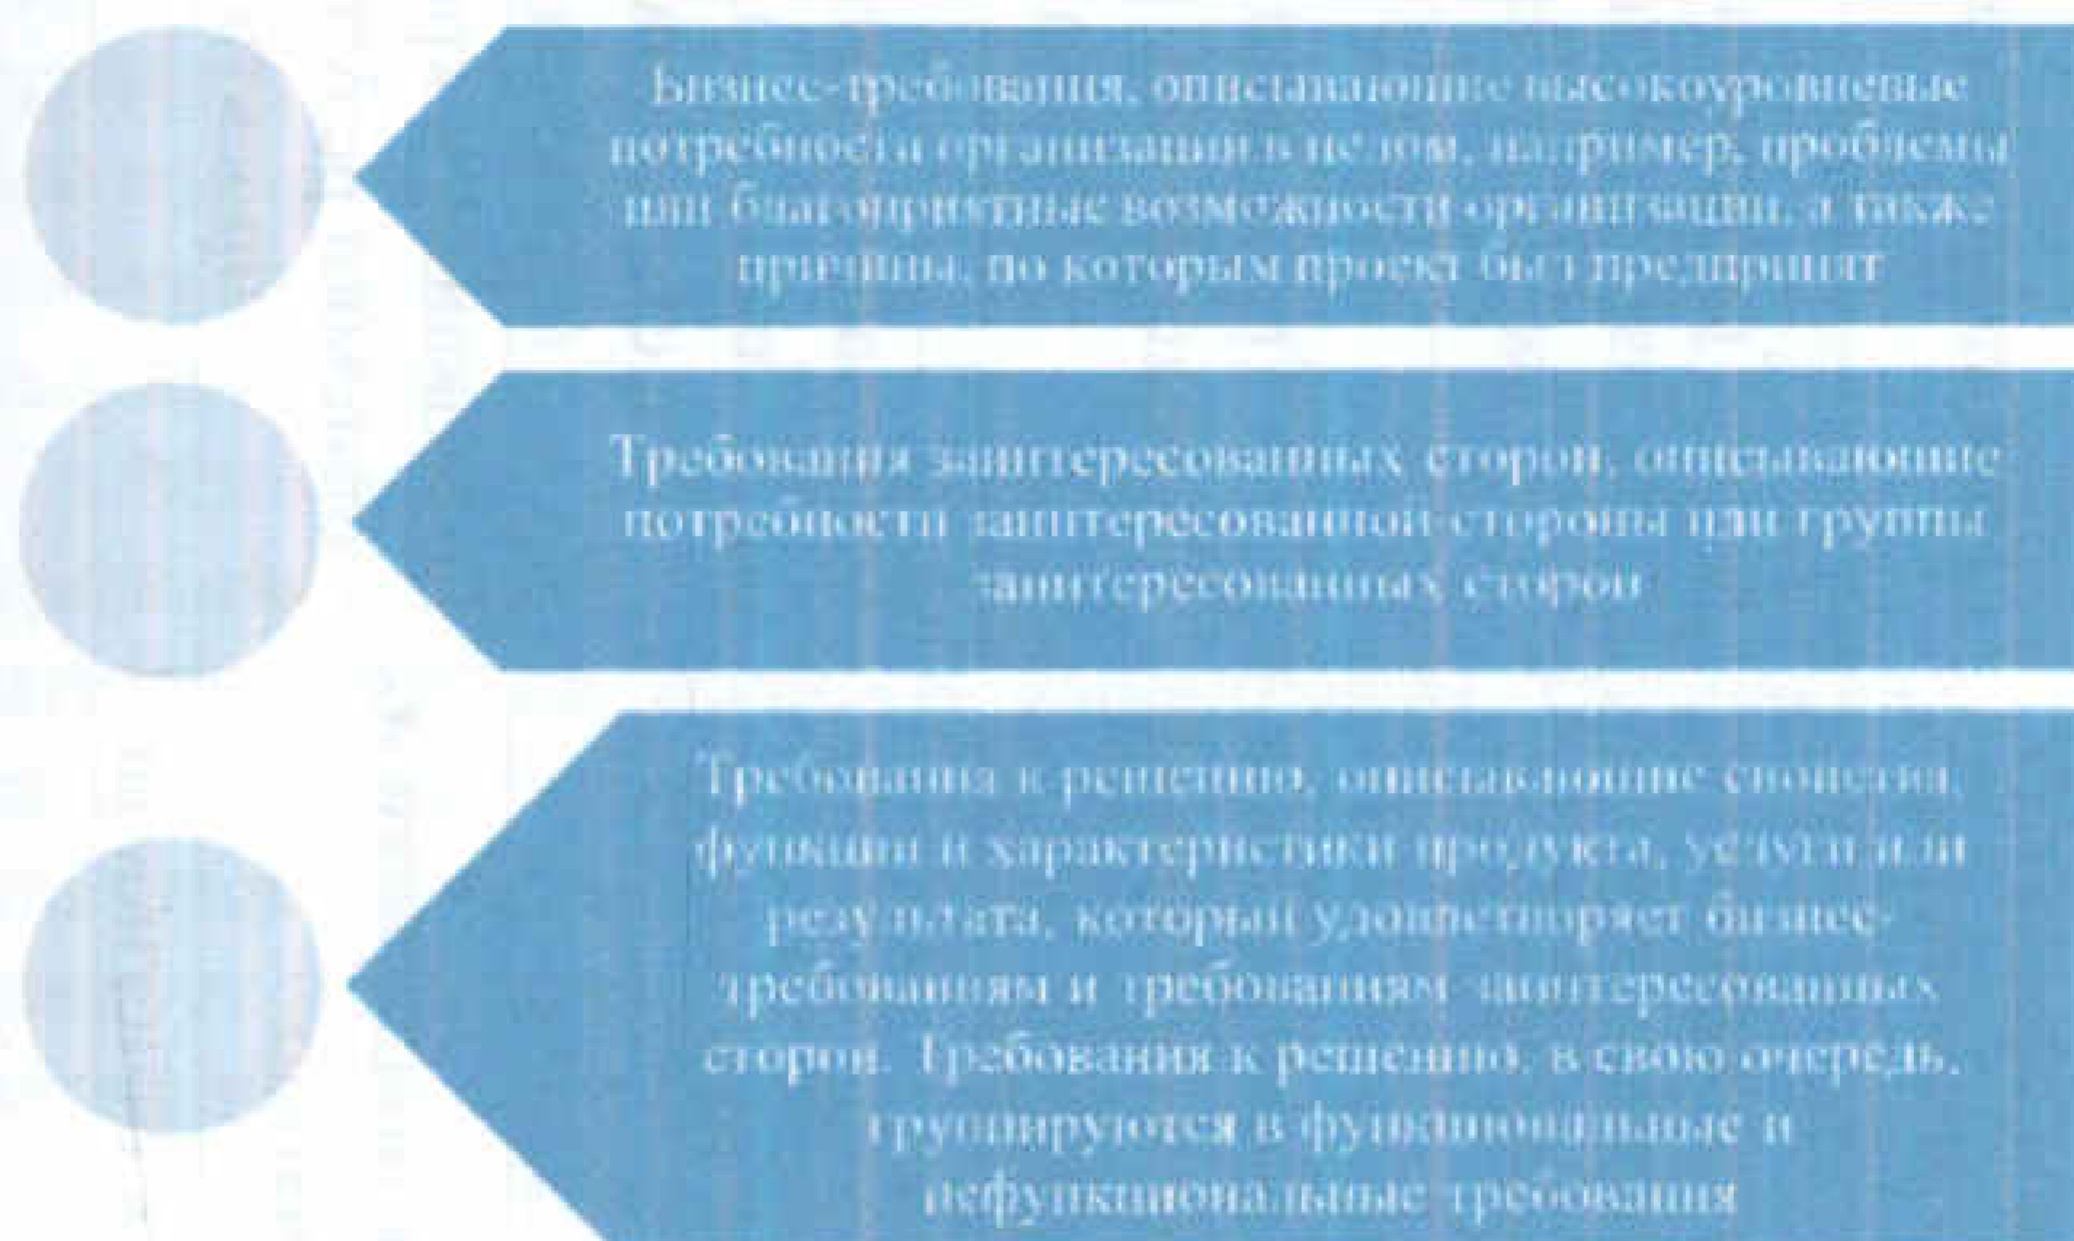 Бизнес-требования, описывающие высокоуровневые
потребности организации в целом, например, проблемы
или благоприятные возможности организации, а также
причины, по которым проект был предпринят
Требования заинтересованных сторон, описывающие
потребности заинтересованной стороны или группы
заинтересованных сторон
Требования к решению, описывающие свойства,
функции и характеристики продукта, услуги или
результата, который удовлетворяет бизнес-
требованиям и требованиям заинтересованных
сторон. Требования к решению, в свою очередь,
группируются в функциональные и
нефункциональные требования